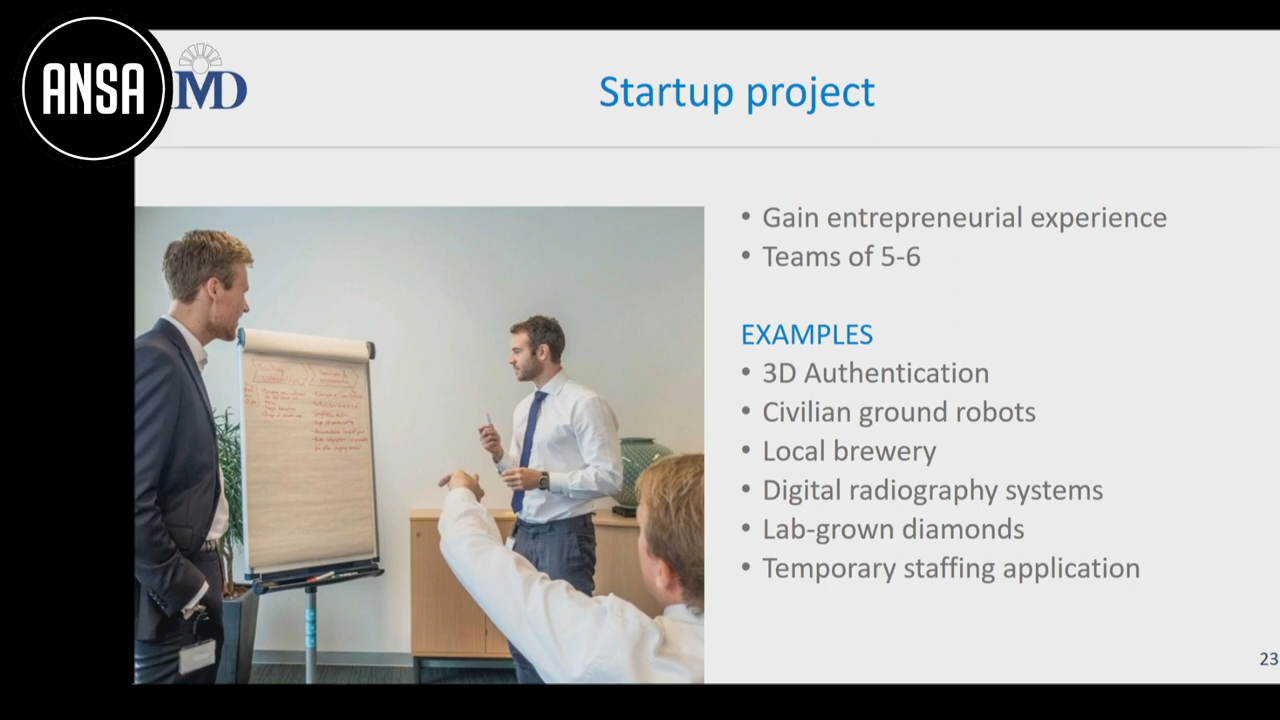 ANSA
MD
Startup project
• Gain entrepreneurial experience
• Teams of 5-6
EXAMPLES
• 3D Authentication
• Civilian ground robots
• Local brewery
• Digital radiography systems
• Lab-grown diamonds
• Temporary staffing application
23